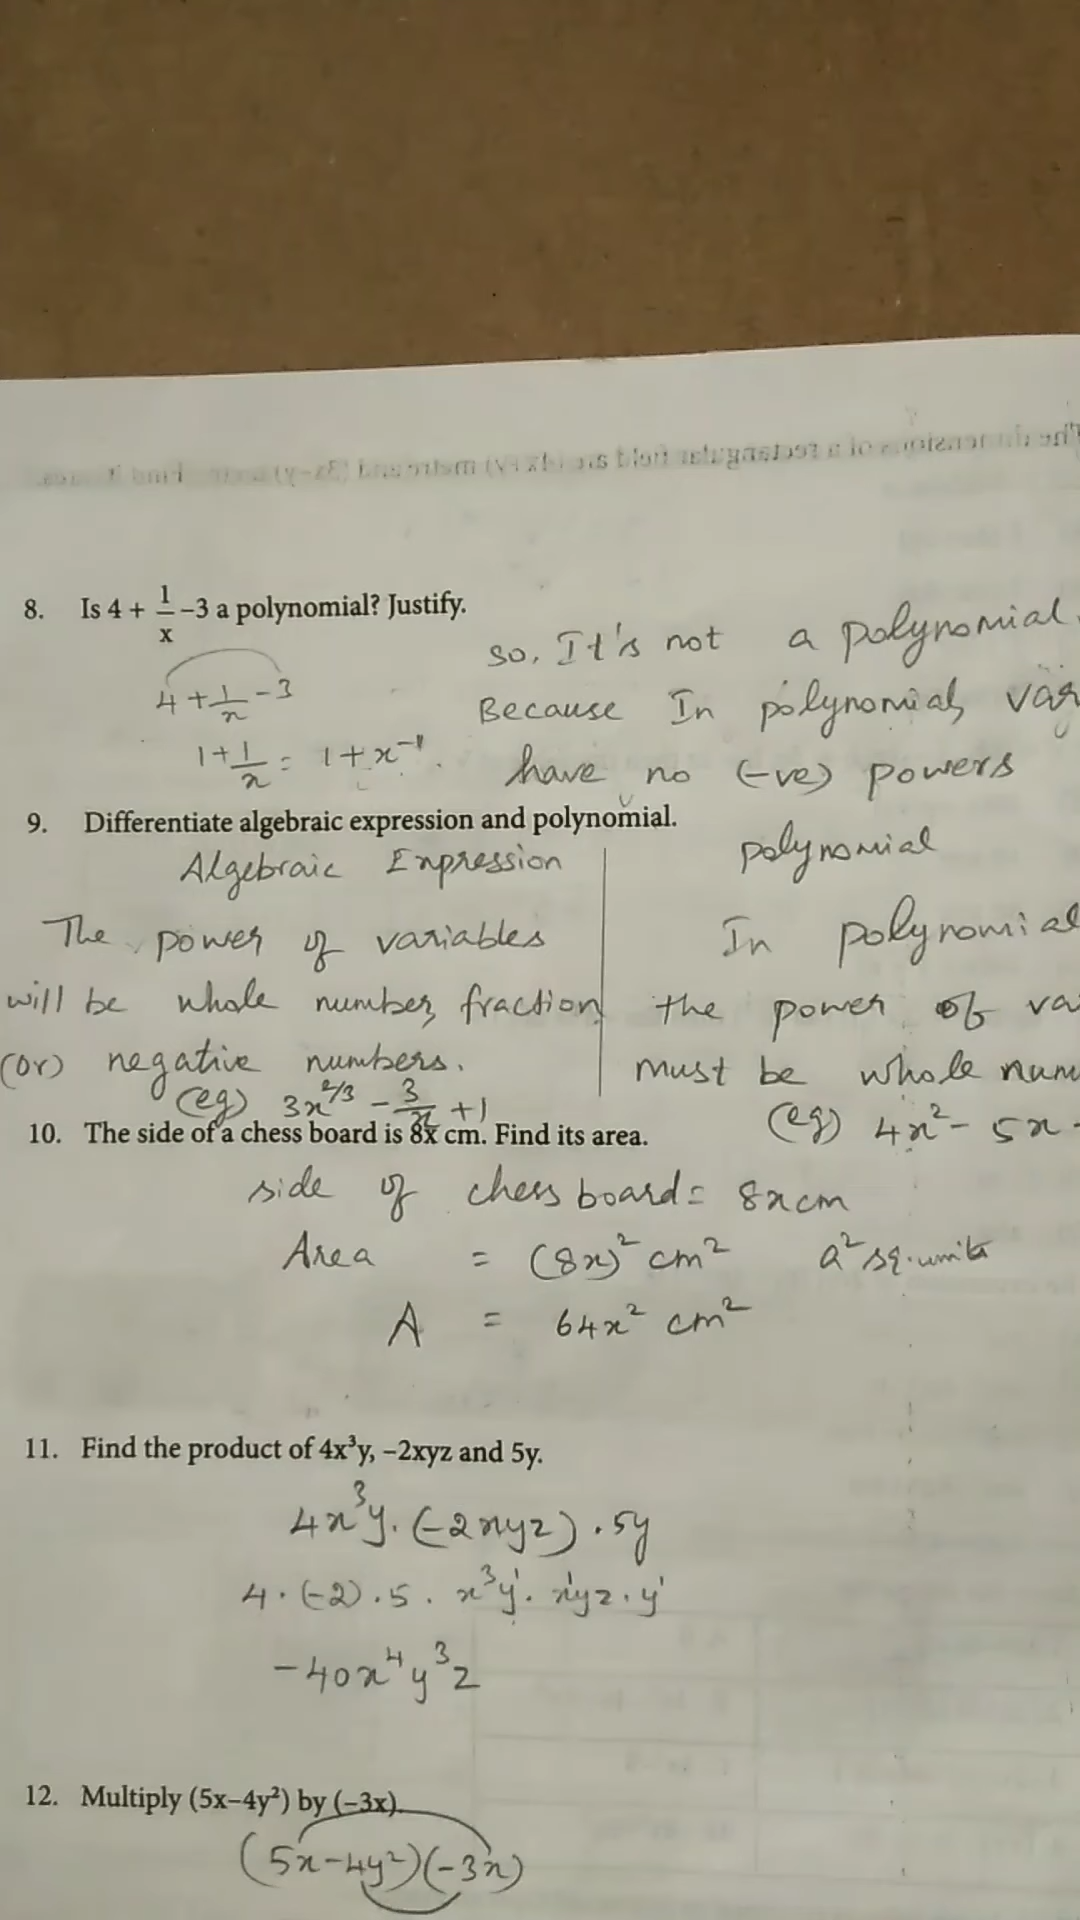 8. Is 4 + 1/x –3 a polynomial? Justify.
so, It's not a polynomial.
4 + 1/x - 3
Because In polynomial, var
1 + 1/x = 1 + x⁻¹.
have no (-ve) powers
9. Differentiate algebraic expression and polynomial.
Algebraic Expression
The power of variables
will be whole number, fraction
(or) negative numbers.
(eg) 3x^2/3 - 3/x + 1
polynomial
In polynomial
the power of va
must be whole num
(eg) 4x² - 5x -
10. The side of a chess board is 8x cm. Find its area.
side of chess board = 8x cm
Area = (8x)² cm² a² sq.units
A = 64x² cm²
11. Find the product of 4x³y, –2xyz and 5y.
4x³y . (-2xyz) . 5y
4 . (-2) . 5 . x³y¹ . x¹yz . y¹
-40x⁴y³z
12. Multiply (5x–4y²) by (–3x).
(5x-4y²)(-3x)